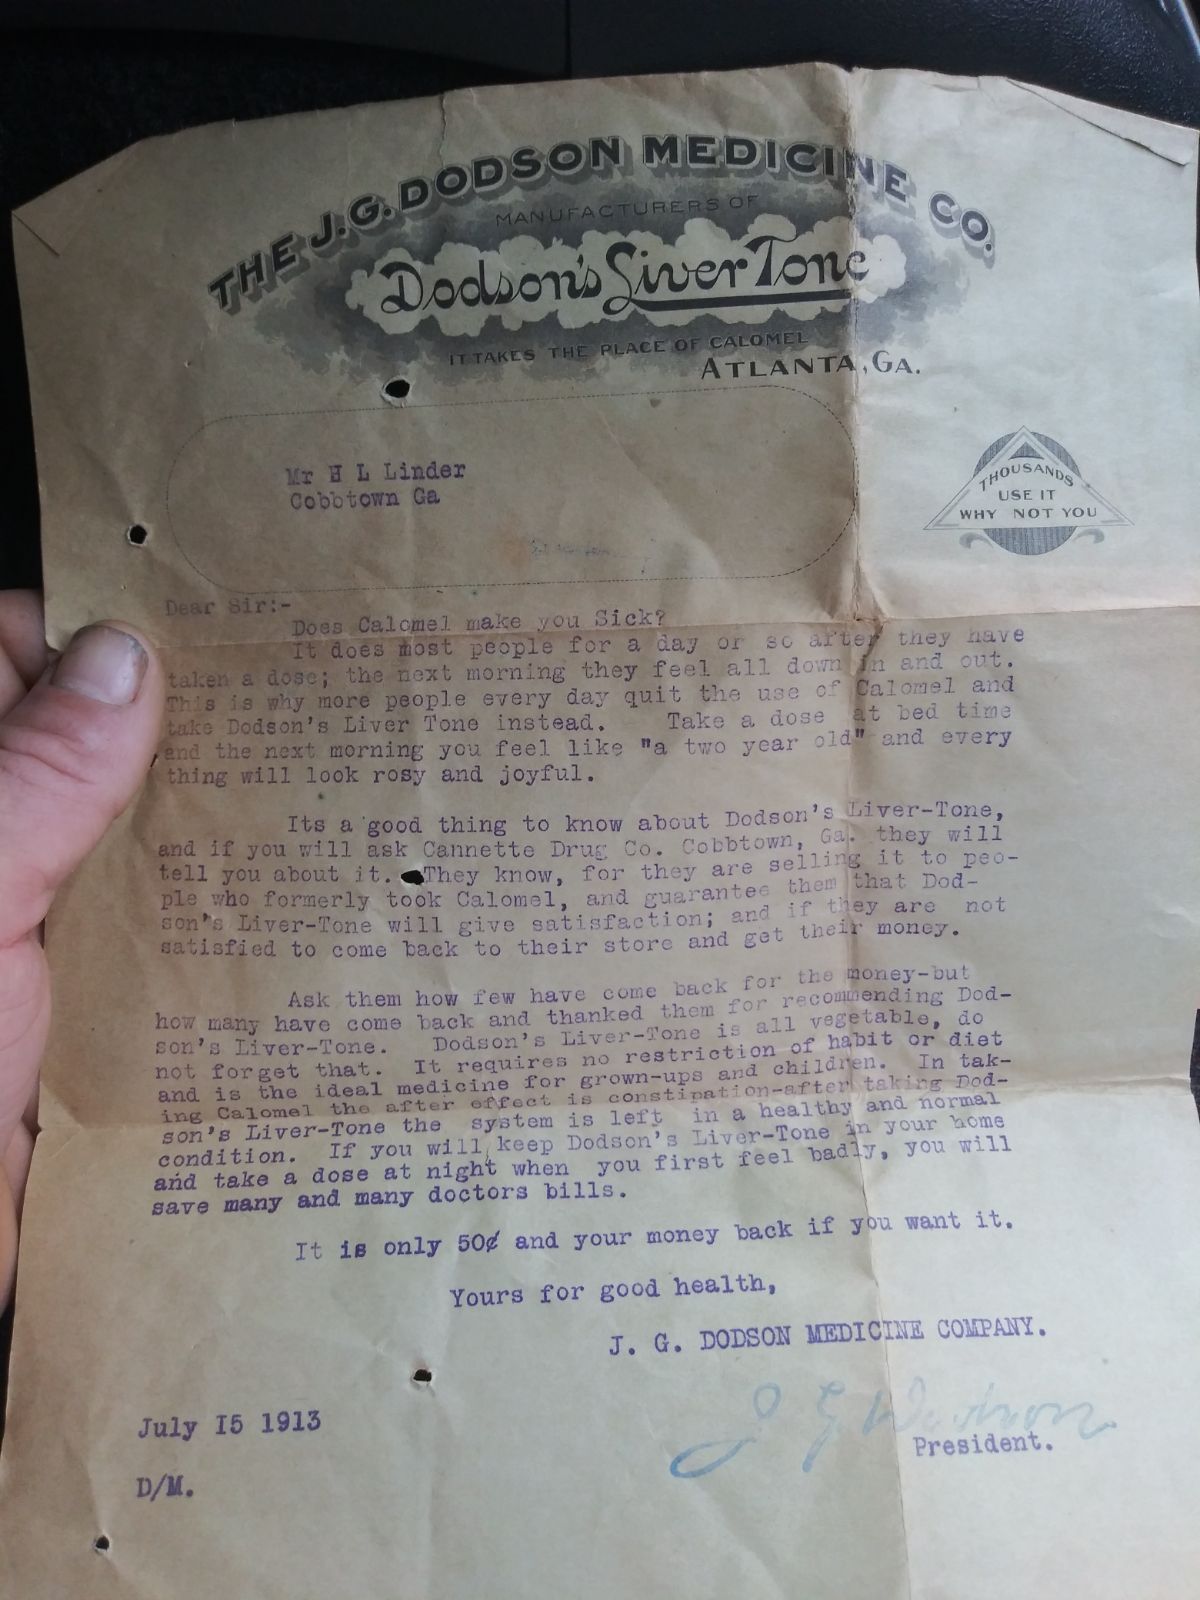 THE J.G. DODSON MEDICINE CO.
MANUFACTURERS OF
Dodson's Liver Tone
IT TAKES THE PLACE OF CALOMEL
ATLANTA, GA.
Mr H L Linder
Cobbtown Ga
THOUSANDS
USE IT
WHY NOT YOU
Dear Sir:-
Does Calomel make you Sick?
It does most people for a day or so after they have
taken a dose; the next morning they feel all down in and out.
This is why more people every day quit the use of Calomel and
take Dodson's Liver Tone instead. Take a dose at bed time
and the next morning you feel like "a two year old" and every
thing will look rosy and joyful.
Its a good thing to know about Dodson's Liver-Tone,
and if you will ask Cannette Drug Co. Cobbtown, Ga. they will
tell you about it. They know, for they are selling it to peo-
ple who formerly took Calomel, and guarantee them that Dod-
son's Liver-Tone will give satisfaction; and if they are not
satisfied to come back to their store and get their money.
Ask them how few have come back for the money-but
how many have come back and thanked them for recommending Dod-
son's Liver-Tone. Dodson's Liver-Tone is all vegetable, do
not forget that. It requires no restriction of habit or diet
and is the ideal medicine for grown-ups and children. In tak-
ing Calomel the after effect is constipation-after taking Dod-
son's Liver-Tone the system is left in a healthy and normal
condition. If you will keep Dodson's Liver-Tone in your home
and take a dose at night when you first feel badly, you will
save many and many doctors bills.
It is only 50¢ and your money back if you want it.
Yours for good health,
J. G. DODSON MEDICINE COMPANY.
J G Dodson
President.
July I5 1913
D/M.